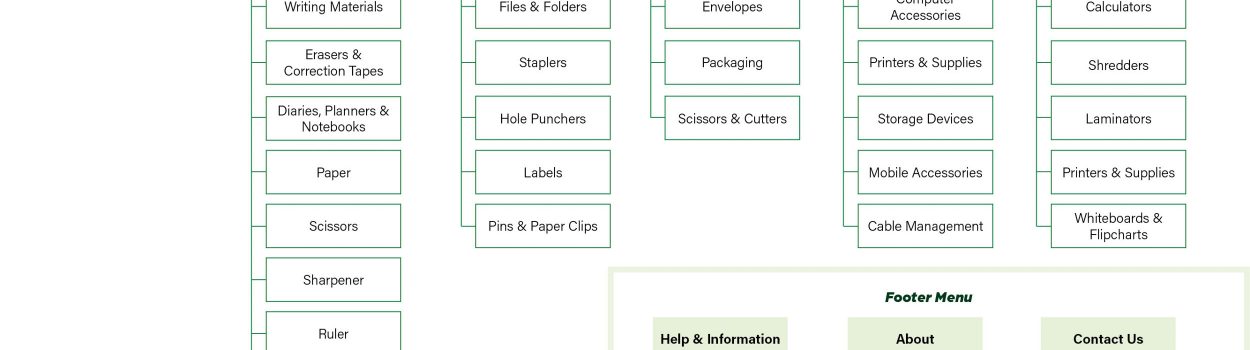 Writing Materials
Erasers &
Correction Tapes
Diaries, Planners &
Notebooks
Paper
Scissors
Sharpener
Ruler
Files & Folders
Staplers
Hole Punchers
Labels
Pins & Paper Clips
Envelopes
Packaging
Scissors & Cutters
Computer
Accessories
Printers & Supplies
Storage Devices
Mobile Accessories
Cable Management
Calculators
Shredders
Laminators
Printers & Supplies
Whiteboards &
Flipcharts
Footer Menu
Help & Information
About
Contact Us